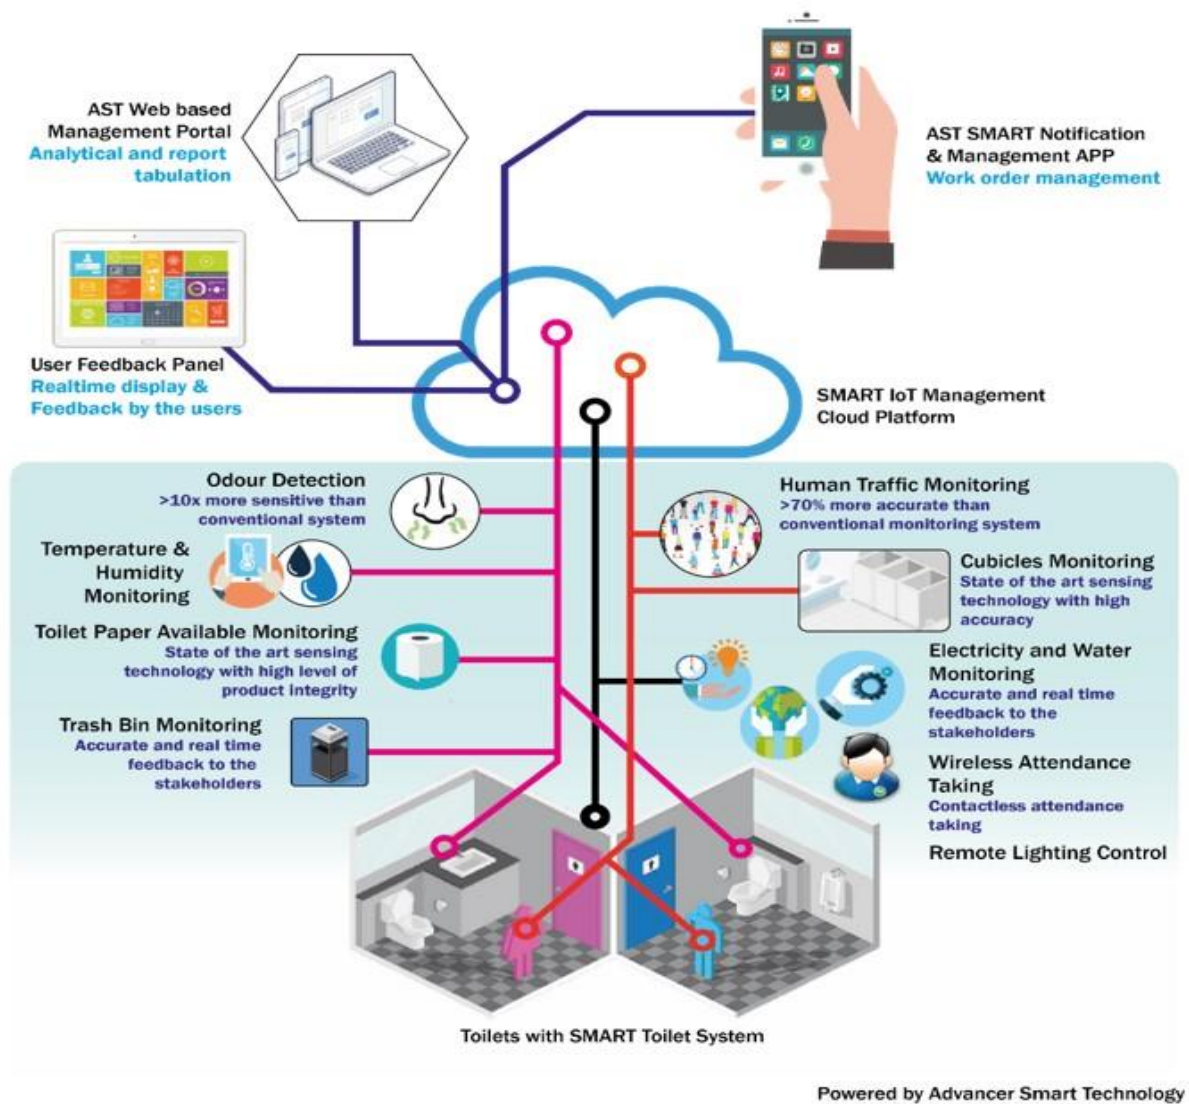 AST Web based
Management Portal
Analytical and report
tabulation
AST SMART Notification
& Management APP
Work order management
User Feedback Panel
Realtime display &
Feedback by the users
SMART IoT Management
Cloud Platform
Odour Detection
>10x more sensitive than
conventional system
Temperature &
Humidity
Monitoring
Toilet Paper Available Monitoring
State of the art sensing
technology with high level of
product integrity
Trash Bin Monitoring
Accurate and real time
feedback to the
stakeholders
Human Traffic Monitoring
>70% more accurate than
conventional monitoring system
Cubicles Monitoring
State of the art sensing
technology with high
accuracy
Electricity and Water
Monitoring
Accurate and real time
feedback to the
stakeholders
Wireless Attendance
Taking
Contactless attendance
taking
Remote Lighting Control
Toilets with SMART Toilet System
Powered by Advancer Smart Technology